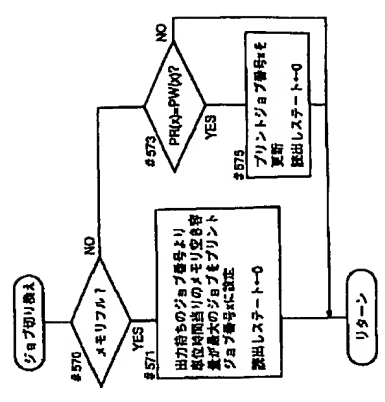 ジョブ切り換え
#570
メモリフル?
NO
YES
#571
出力待ちのジョブ番号より
単位時間当りのメモリ空き容
量が最大のジョブをプリント
ジョブ番号xに設定
読出しステート←0
#573
PR(x)=PW(x)?
NO
YES
#575
プリントジョブ番号xを
更新
読出しステート←0
リターン